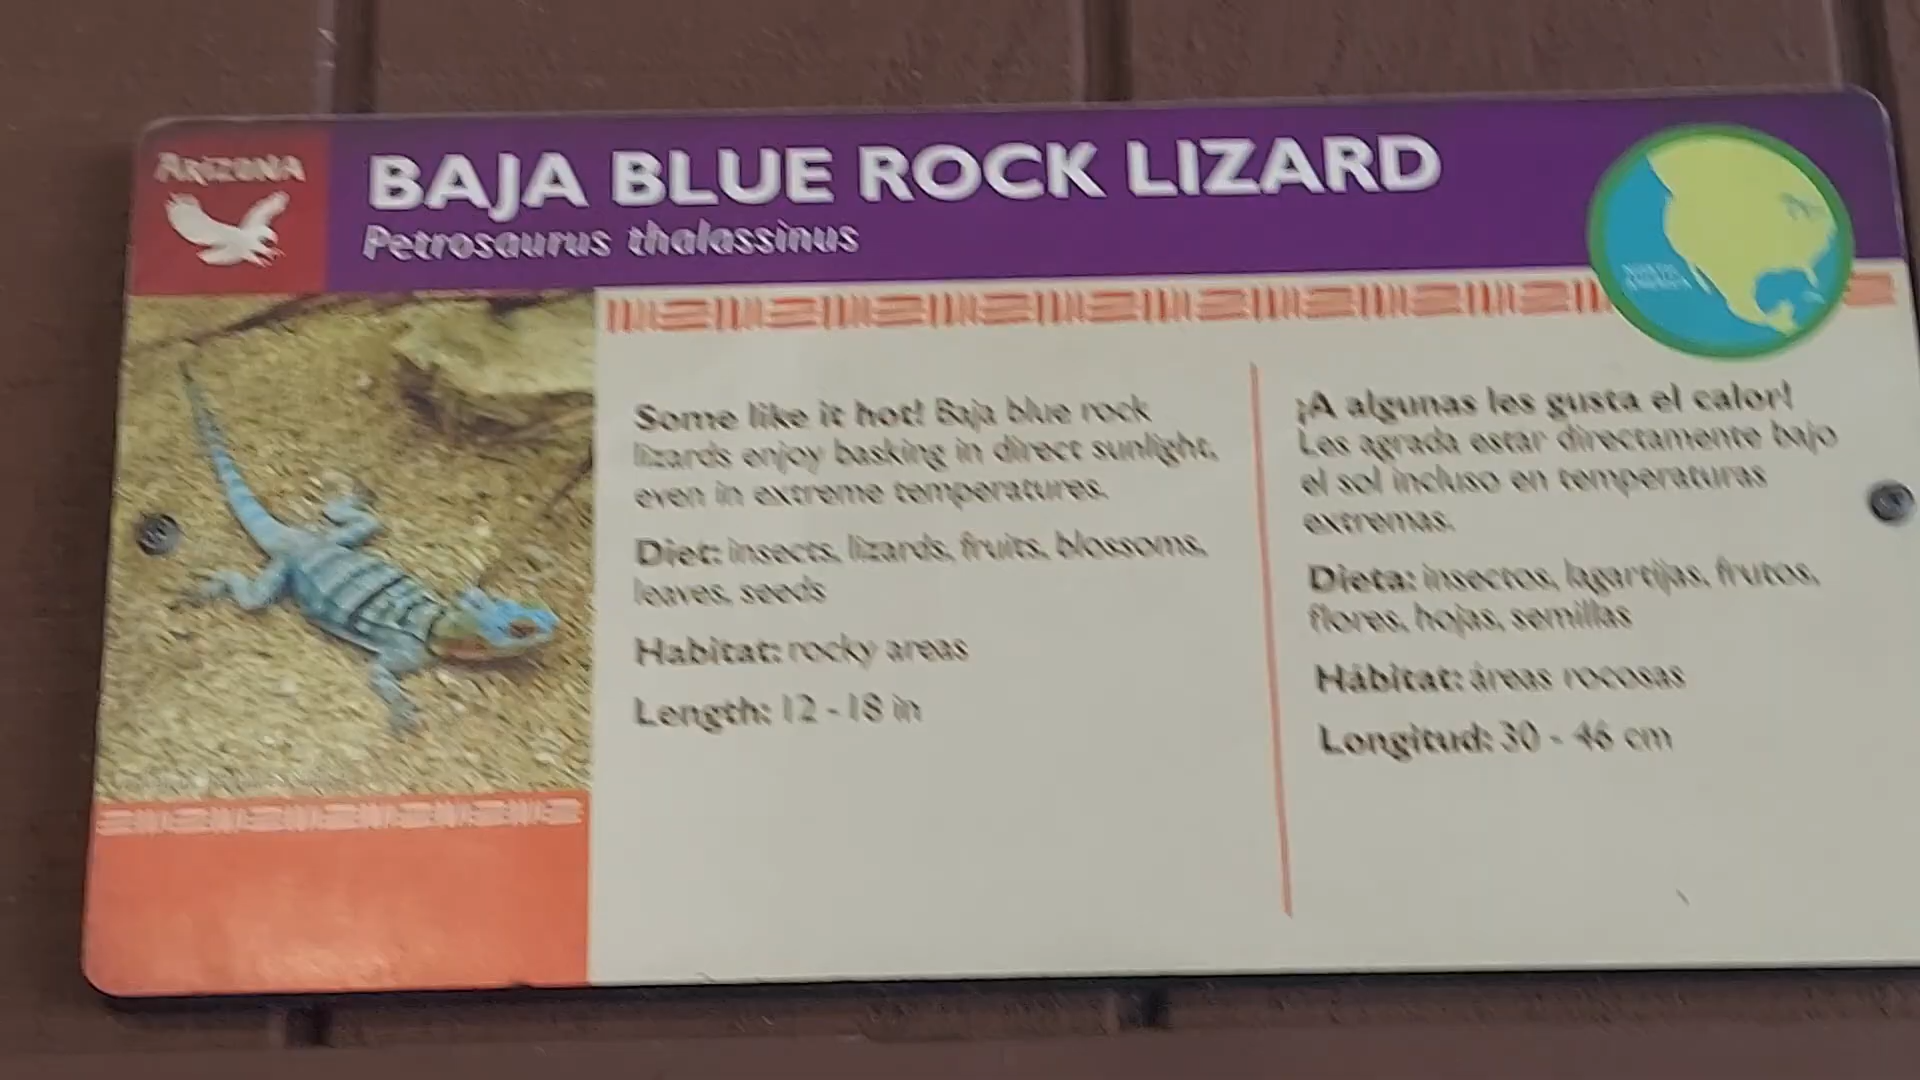 ARIZONA
BAJA BLUE ROCK LIZARD
Petrosaurus thalassinus
Some like it hot! Baja blue rock
lizards enjoy basking in direct sunlight,
even in extreme temperatures.
Diet: insects, lizards, fruits, blossoms,
leaves, seeds
Habitat: rocky areas
Length: 12 - 18 in
¡A algunas les gusta el calor!
Les agrada estar directamente bajo
el sol incluso en temperaturas
extremas.
Dieta: insectos, lagartijas, frutos,
flores, hojas, semillas
Hábitat: áreas rocosas
Longitud: 30 - 46 cm